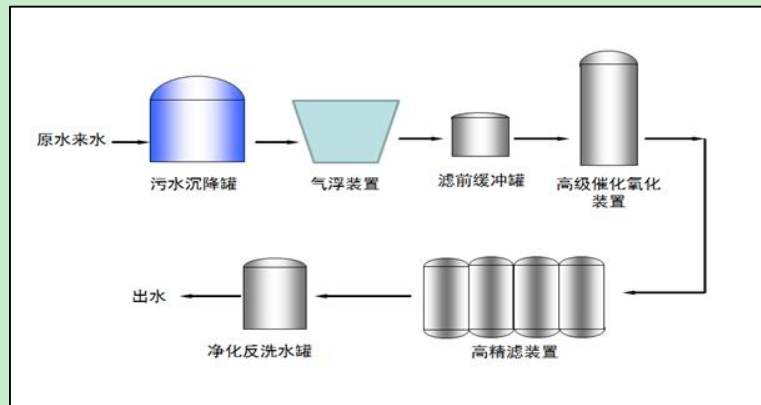 原水来水
污水沉降罐
气浮装置
滤前缓冲罐
高级催化氧化
装置
出水
净化反洗水罐
高精滤装置